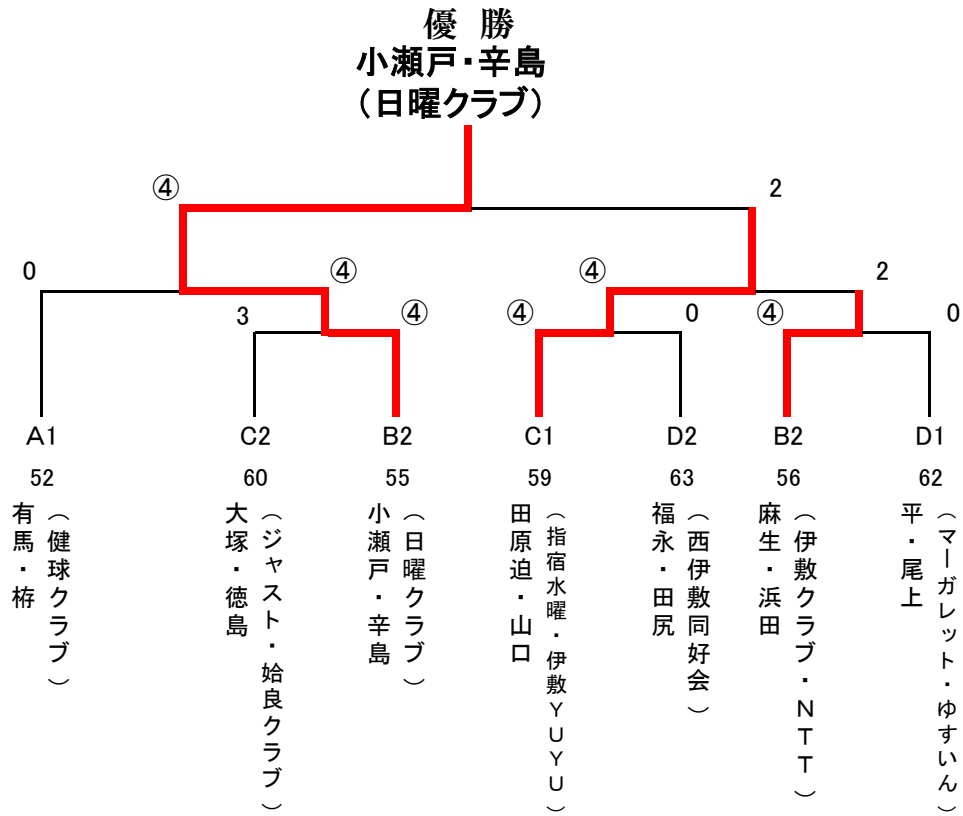 優 勝
小瀬戸・辛島
（日曜クラブ）
④
2
0
④
④
2
3
④
④
0
④
0
A1
C2
B2
C1
D2
B2
D1
52
60
55
59
63
56
62
有馬・栫
（健球クラブ）
大塚・徳島
（ジャスト・姶良クラブ）
小瀬戸・辛島
（日曜クラブ）
田原迫・山口
（指宿水曜・伊敷YUYU）
福永・田尻
（西伊敷同好会）
麻生・浜田
（伊敷クラブ・NTT）
平・尾上
（マーガレット・ゆすいん）